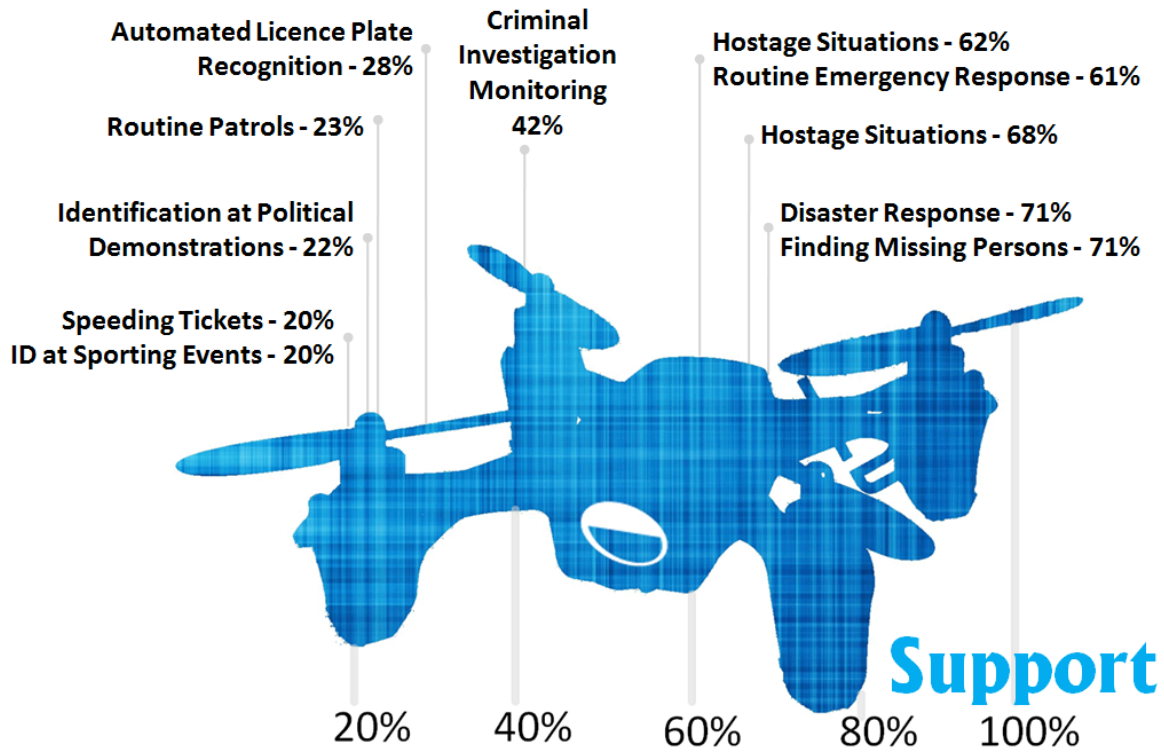 Automated Licence Plate
Recognition - 28%
Criminal
Investigation
Monitoring
42%
Hostage Situations - 62%
Routine Emergency Response - 61%
Routine Patrols - 23%
Hostage Situations - 68%
Identification at Political
Demonstrations - 22%
Disaster Response - 71%
Finding Missing Persons - 71%
Speeding Tickets - 20%
ID at Sporting Events - 20%
Support
20%
40%
60%
80%
100%